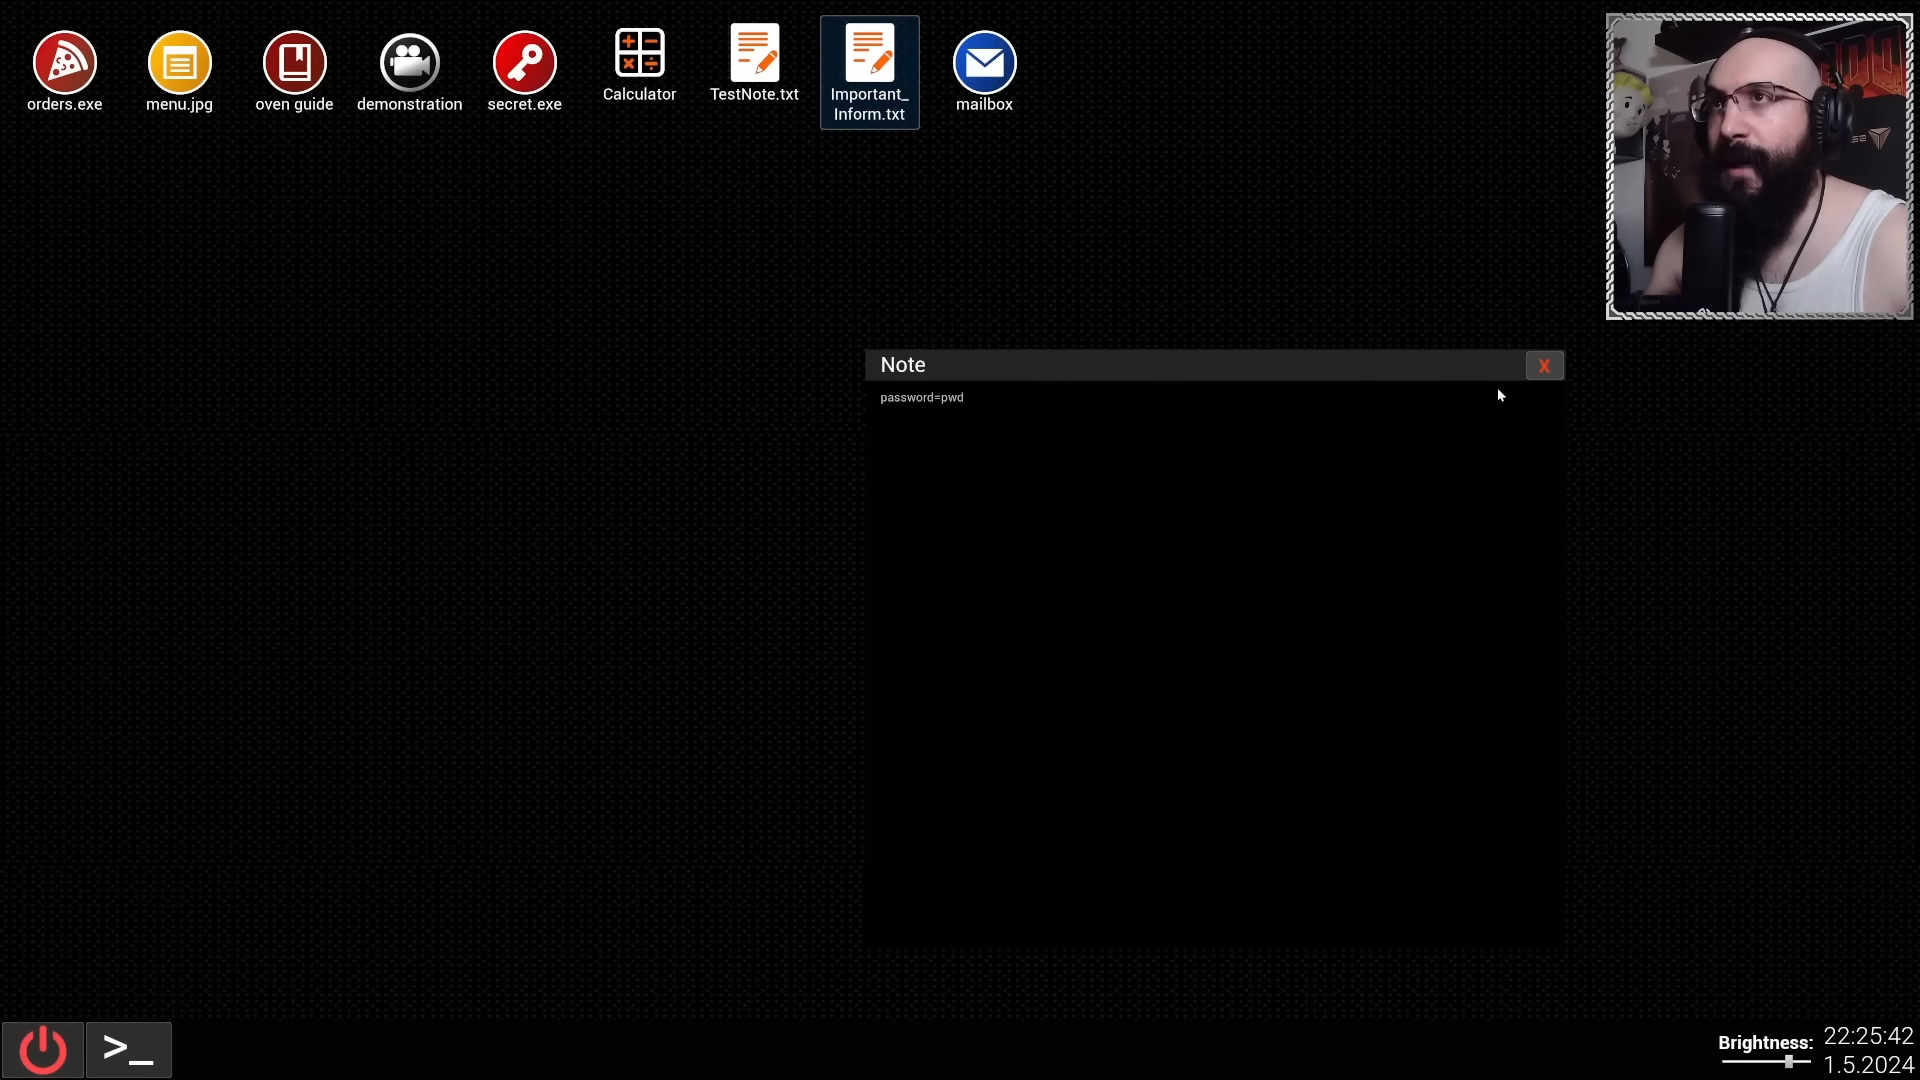 orders.exe
menu.jpg
oven guide
demonstration
secret.exe
Calculator
TestNote.txt
Important_
Inform.txt
mailbox
Note
X
password=pwd
>_
Brightness:
22:25:42
1.5.2024